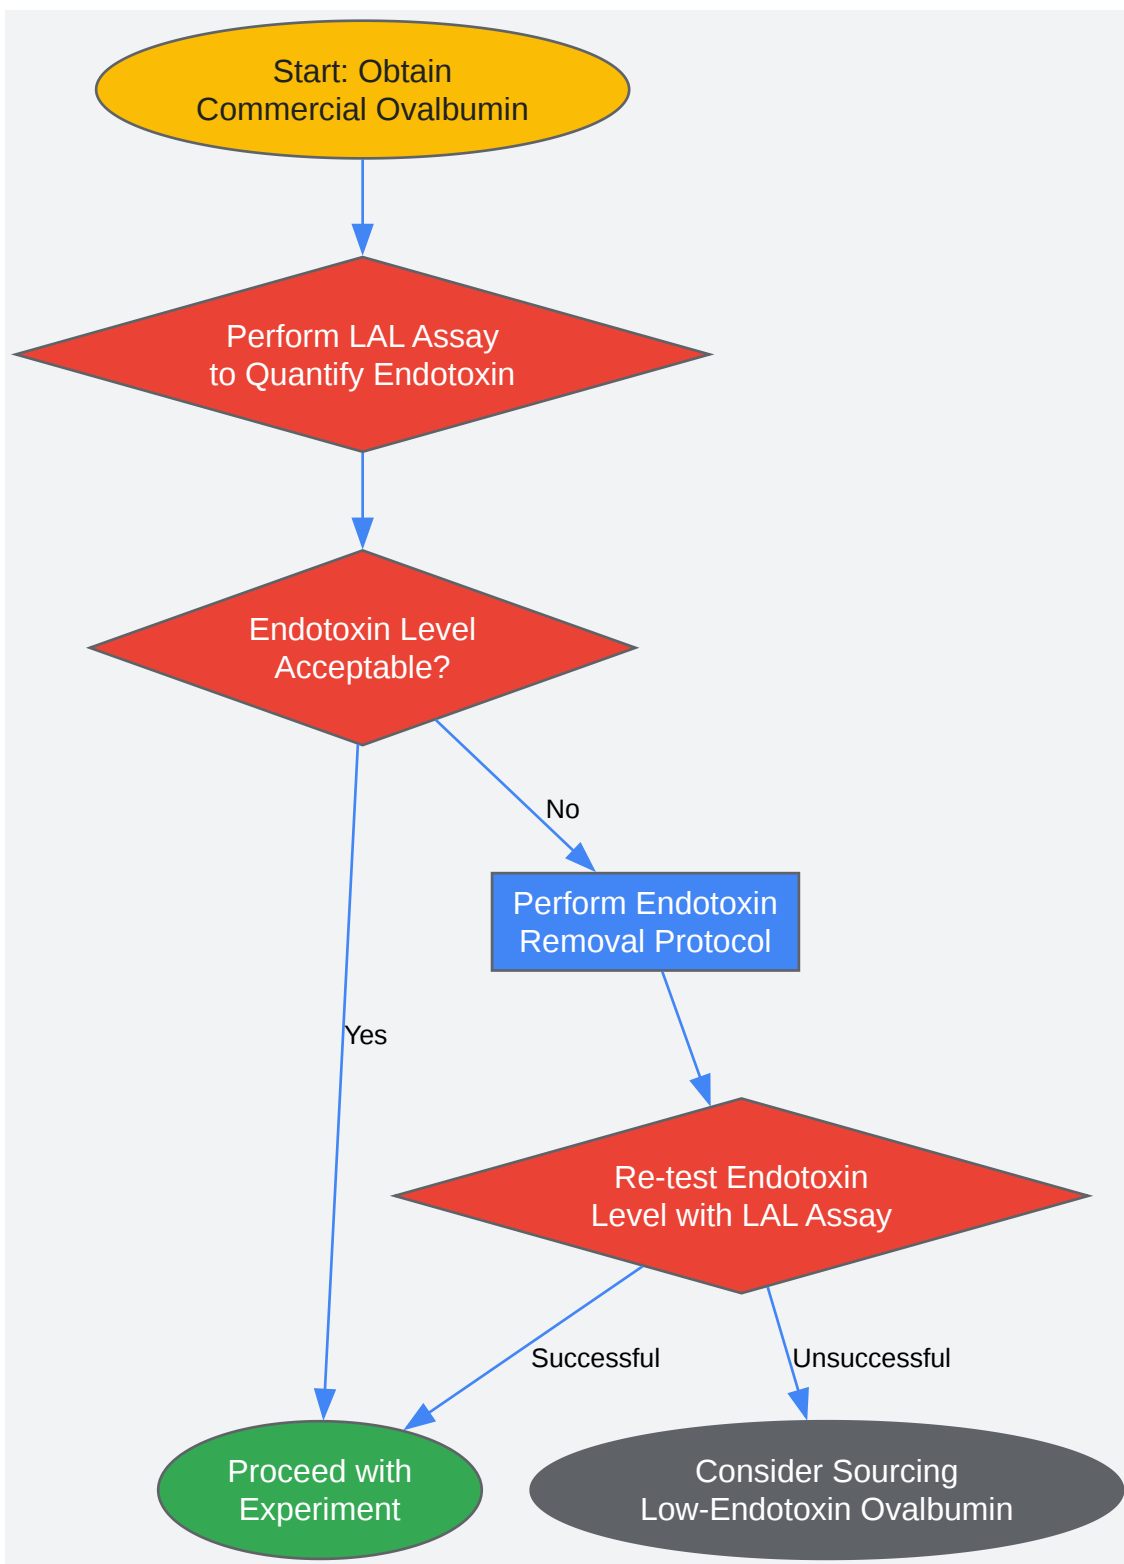 Start: Obtain
Commercial Ovalbumin
Perform LAL Assay
to Quantify Endotoxin
Endotoxin Level
Acceptable?
No
Perform Endotoxin
Removal Protocol
Yes
Re-test Endotoxin
Level with LAL Assay
Successful
Unsuccessful
Proceed with
Experiment
Consider Sourcing
Low-Endotoxin Ovalbumin